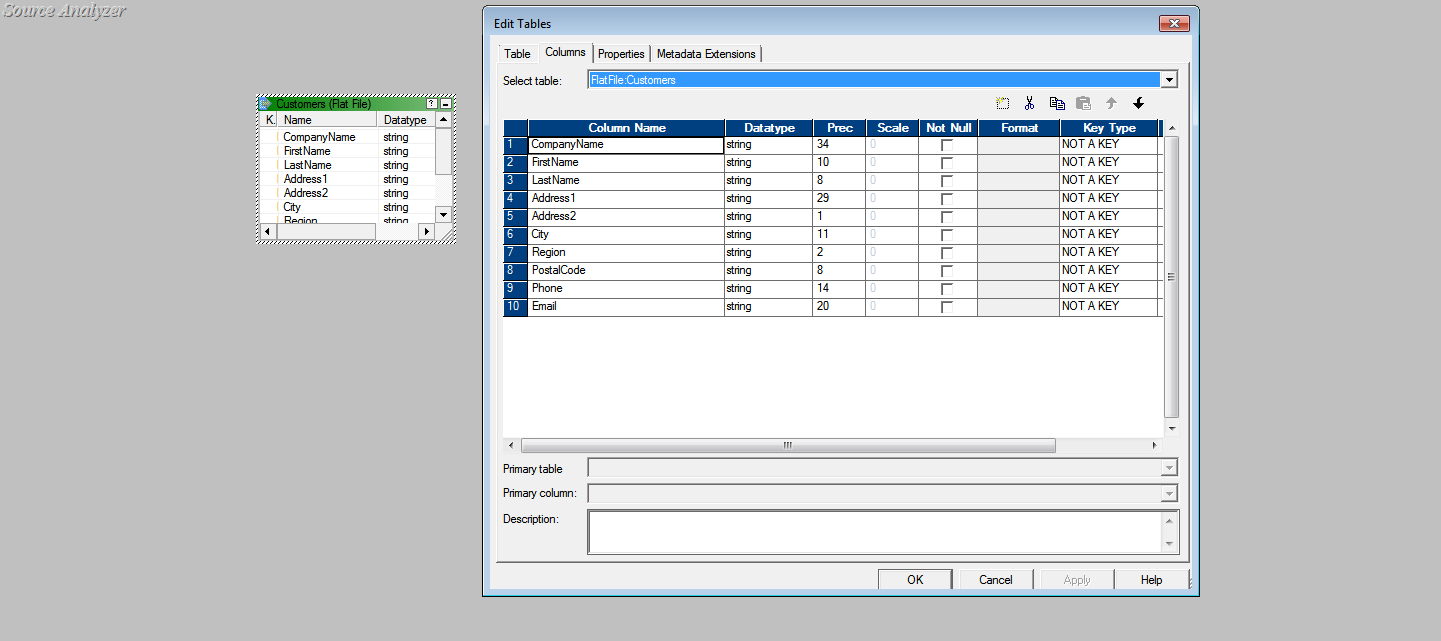 Source Analyzer
Customers (Flat File) ?
K. Name Datatype
CompanyName string
FirstName string
LastName string
Address1 string
Address2 string
City string
Region string
Edit Tables
Table Columns Properties Metadata Extensions
Select table: FlatFile:Customers
Column Name Datatype Prec Scale Not Null Format Key Type
1 CompanyName string 34 0 NOT A KEY
2 FirstName string 10 0 NOT A KEY
3 LastName string 8 0 NOT A KEY
4 Address1 string 29 0 NOT A KEY
5 Address2 string 1 0 NOT A KEY
6 City string 11 0 NOT A KEY
7 Region string 2 0 NOT A KEY
8 PostalCode string 8 0 NOT A KEY
9 Phone string 14 0 NOT A KEY
10 Email string 20 0 NOT A KEY
Primary table
Primary column:
Description:
OK Cancel Apply Help